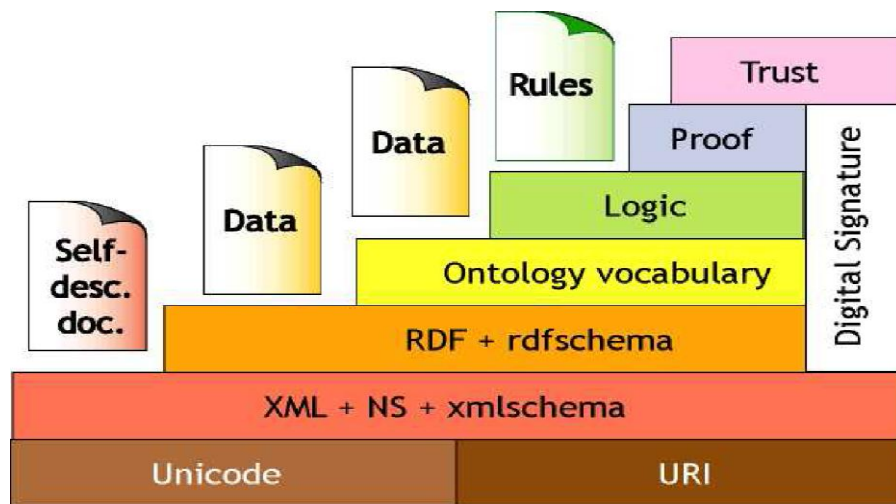 Rules
Trust
Data
Proof
Data
Logic
Self-
desc.
doc.
Ontology vocabulary
Digital Signature
RDF + rdfschema
XML + NS + xmlschema
Unicode
URI